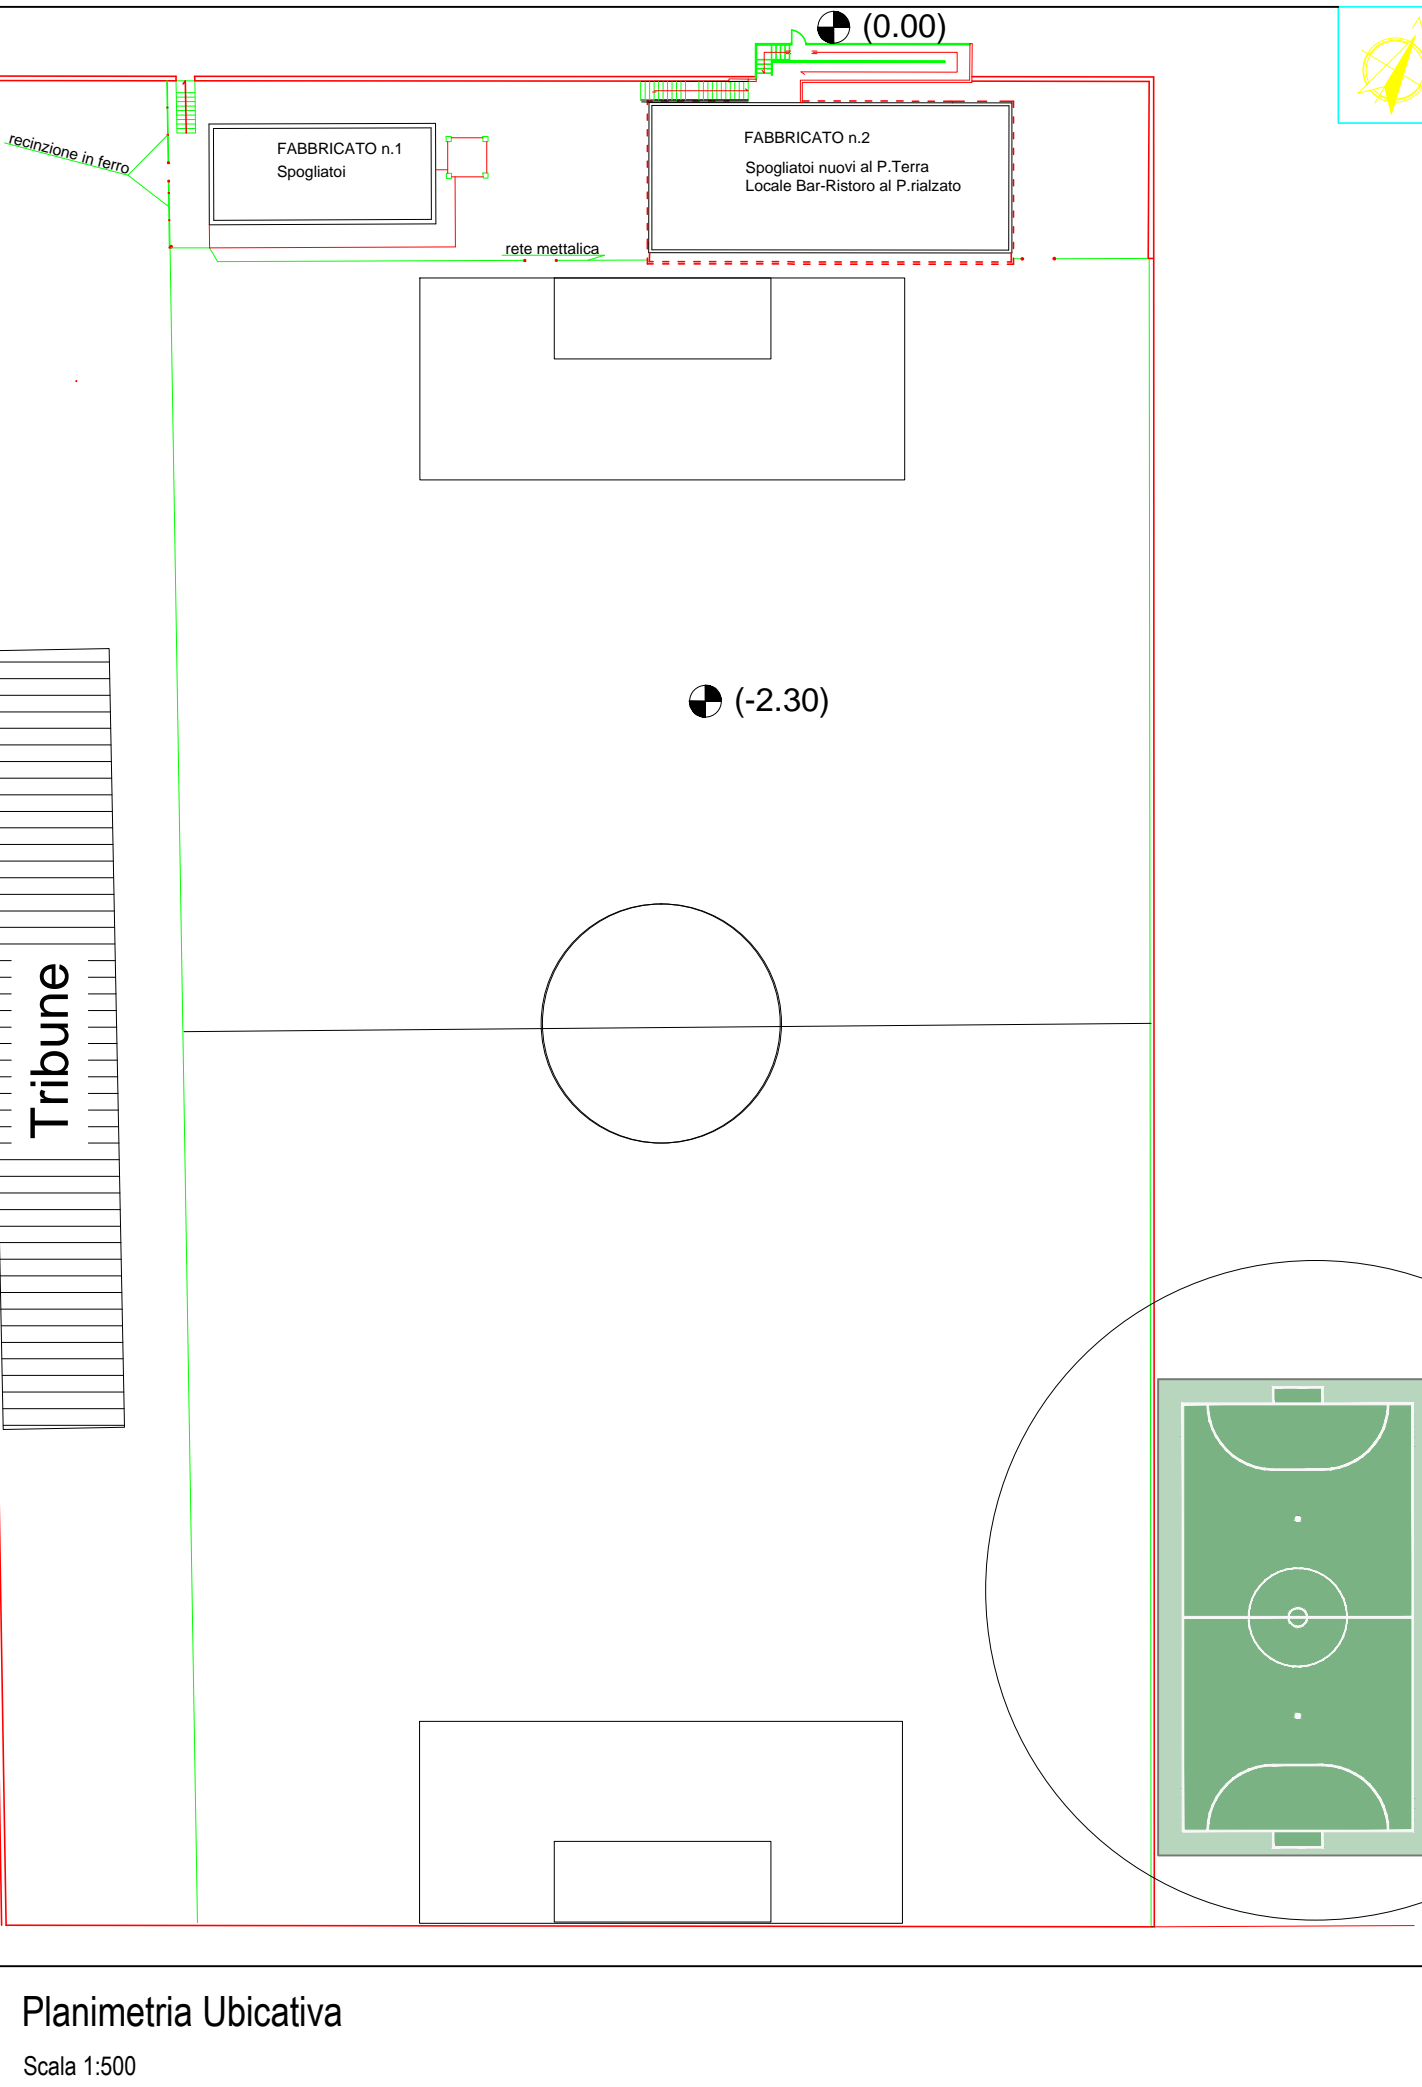 (0.00)
recinzione in ferro
FABBRICATO n.1
Spogliatoi
FABBRICATO n.2
Spogliatoi nuovi al P.Terra
Locale Bar-Ristoro al P.rialzato
rete mettalica
(-2.30)
Tribune
Planimetria Ubicativa
Scala 1:500